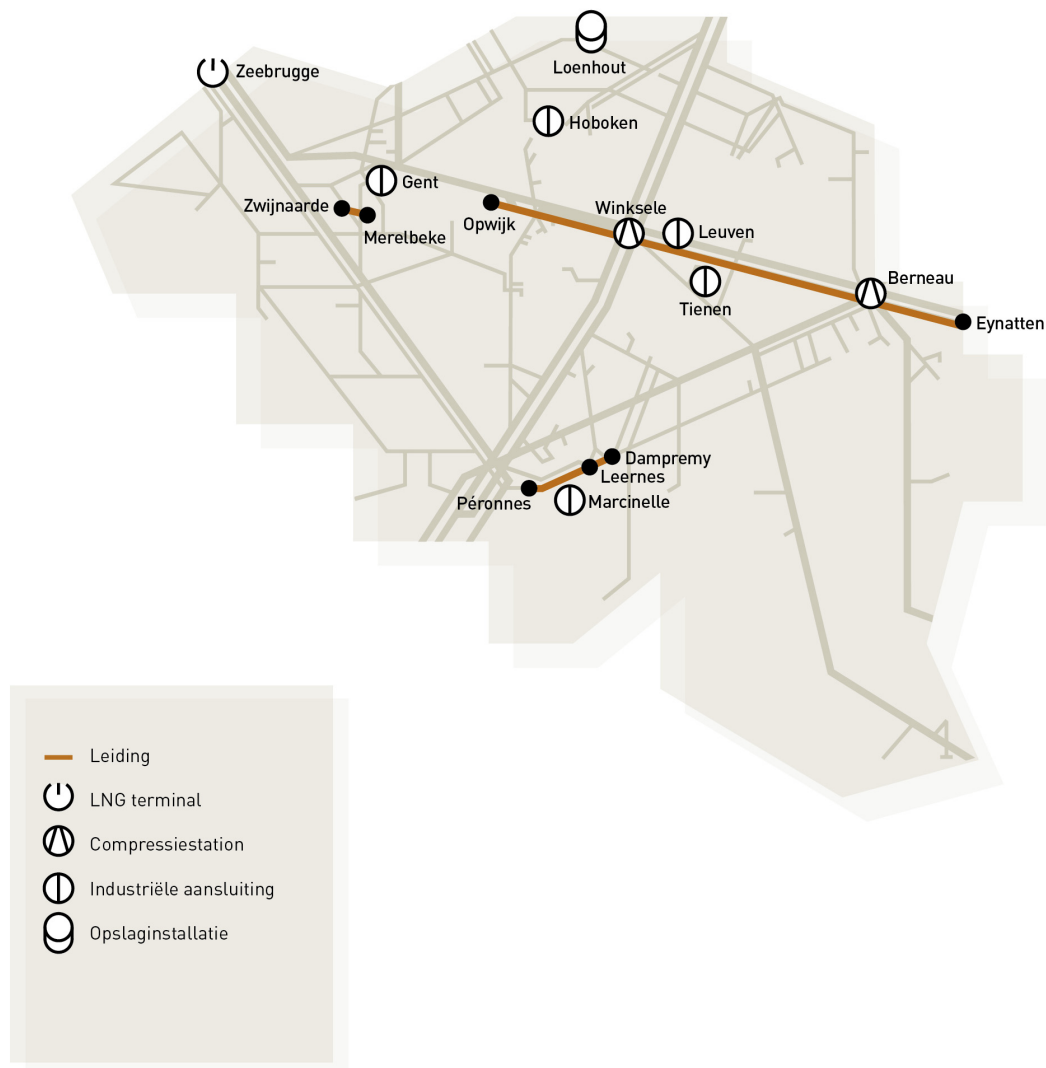 Loenhout
Zeebrugge
Hoboken
Gent
Zwijnaarde
Merelbeke
Opwijk
Winksele
Leuven
Tienen
Berneau
Eynatten
Dampremy
Leernes
Péronnes
Marcinelle
Leiding
LNG terminal
Compressiestation
Industriële aansluiting
Opslaginstallatie